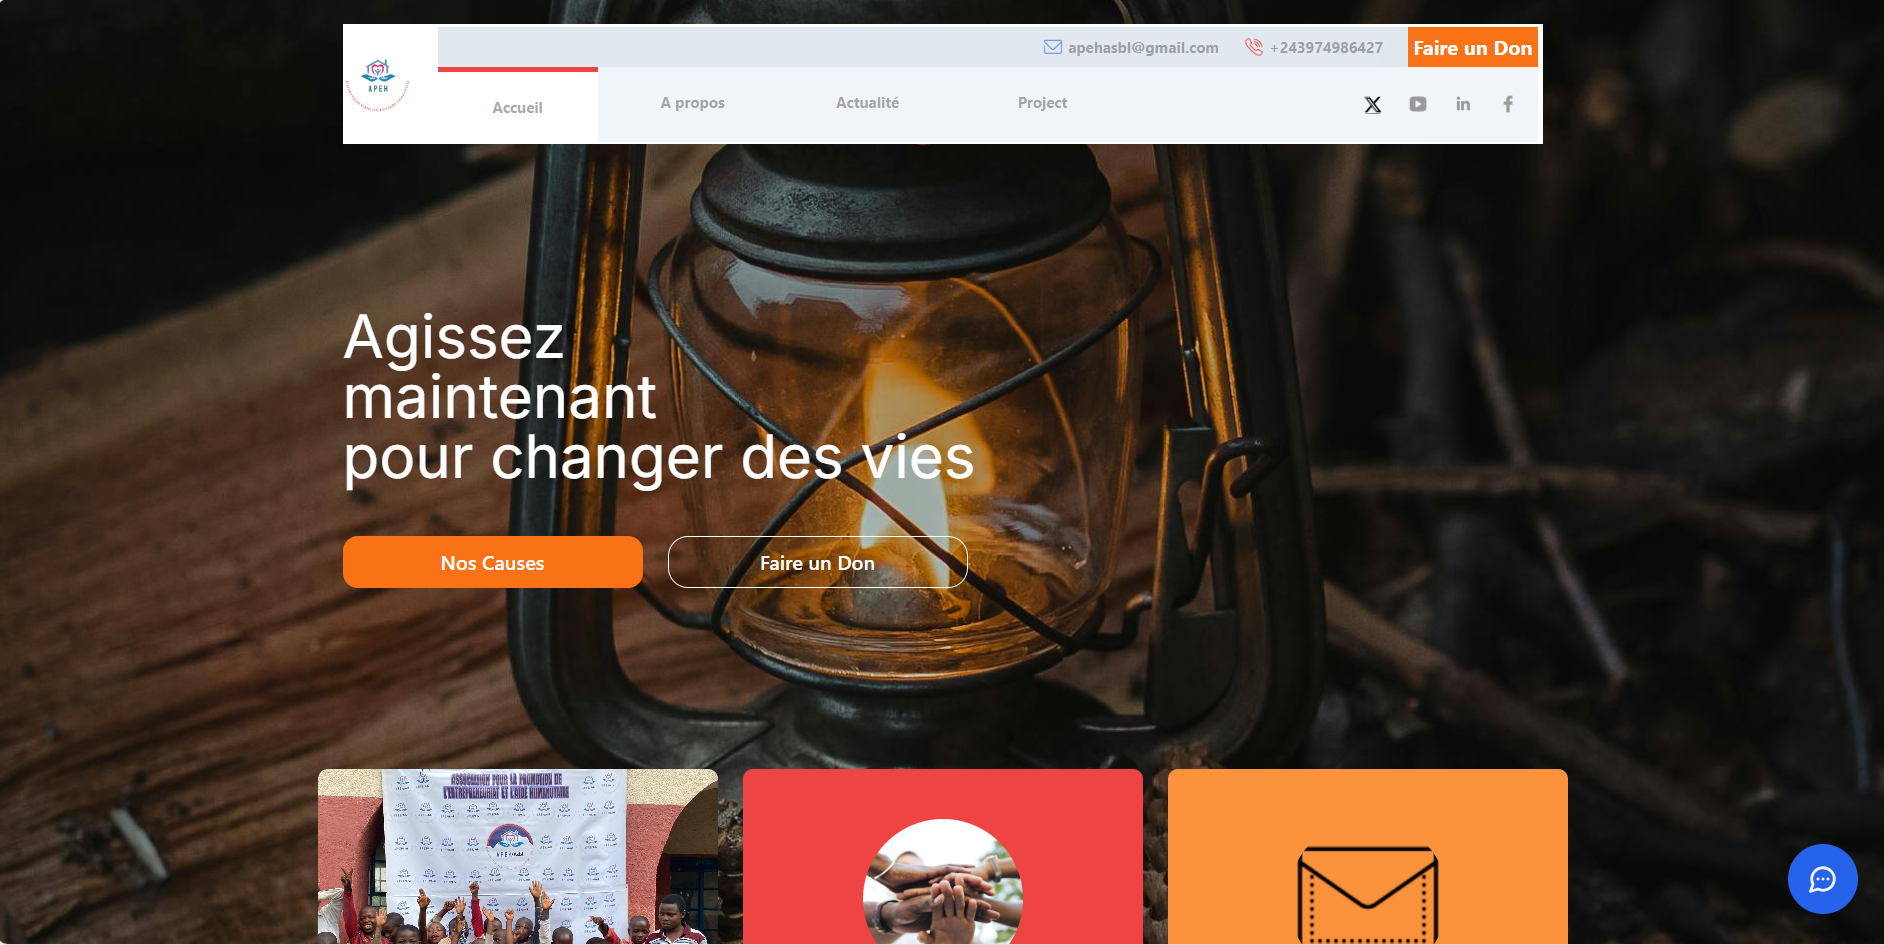 apehasbl@gmail.com
+243974986427
Faire un Don
APEH
Accueil
A propos
Actualité
Project
Agissez
maintenant
pour changer des vies
Nos Causes
Faire un Don
ASSOCIATION POUR LA PROMOTION DE
L'ENTREPRENEURIAT ET L'AIDE HUMANITAIRE